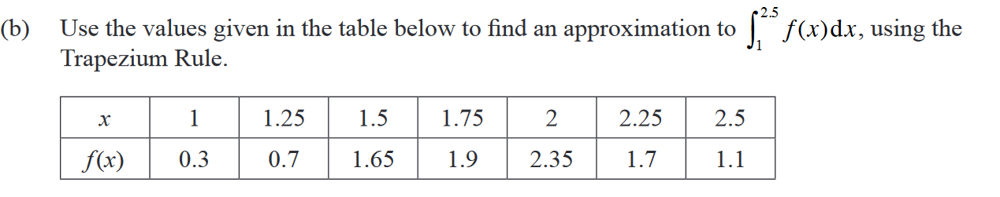 (b) Use the values given in the table below to find an approximation to ∫₁^2.5 f(x)dx, using the
Trapezium Rule.
x 1 1.25 1.5 1.75 2 2.25 2.5
f(x) 0.3 0.7 1.65 1.9 2.35 1.7 1.1